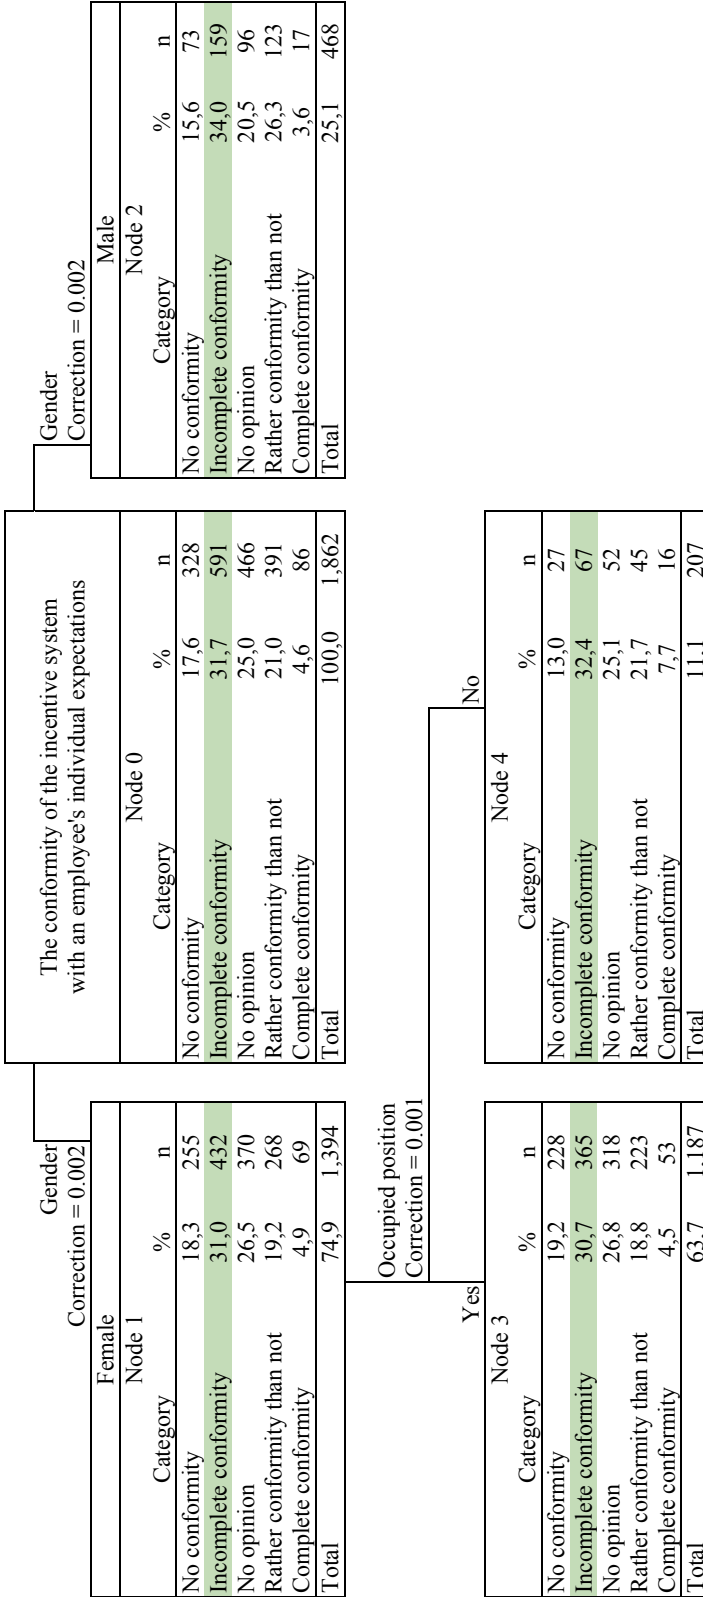 The conformity of the incentive system
with an employee's individual expectations
Node 0
Category % n
No conformity 17,6 328
Incomplete conformity 31,7 591
No opinion 25,0 466
Rather conformity than not 21,0 391
Complete conformity 4,6 86
Total 100,0 1,862
Gender
Correction = 0.002
Female
Node 1
Category % n
No conformity 18,3 255
Incomplete conformity 31,0 432
No opinion 26,5 370
Rather conformity than not 19,2 268
Complete conformity 4,9 69
Total 74,9 1,394
Gender
Correction = 0.002
Male
Node 2
Category % n
No conformity 15,6 73
Incomplete conformity 34,0 159
No opinion 20,5 96
Rather conformity than not 26,3 123
Complete conformity 3,6 17
Total 25,1 468
Occupied position
Correction = 0.001
Yes
Node 3
Category % n
No conformity 19,2 228
Incomplete conformity 30,7 365
No opinion 26,8 318
Rather conformity than not 18,8 223
Complete conformity 4,5 53
Total 63,7 1,187
No
Node 4
Category % n
No conformity 13,0 27
Incomplete conformity 32,4 67
No opinion 25,1 52
Rather conformity than not 21,7 45
Complete conformity 7,7 16
Total 11,1 207